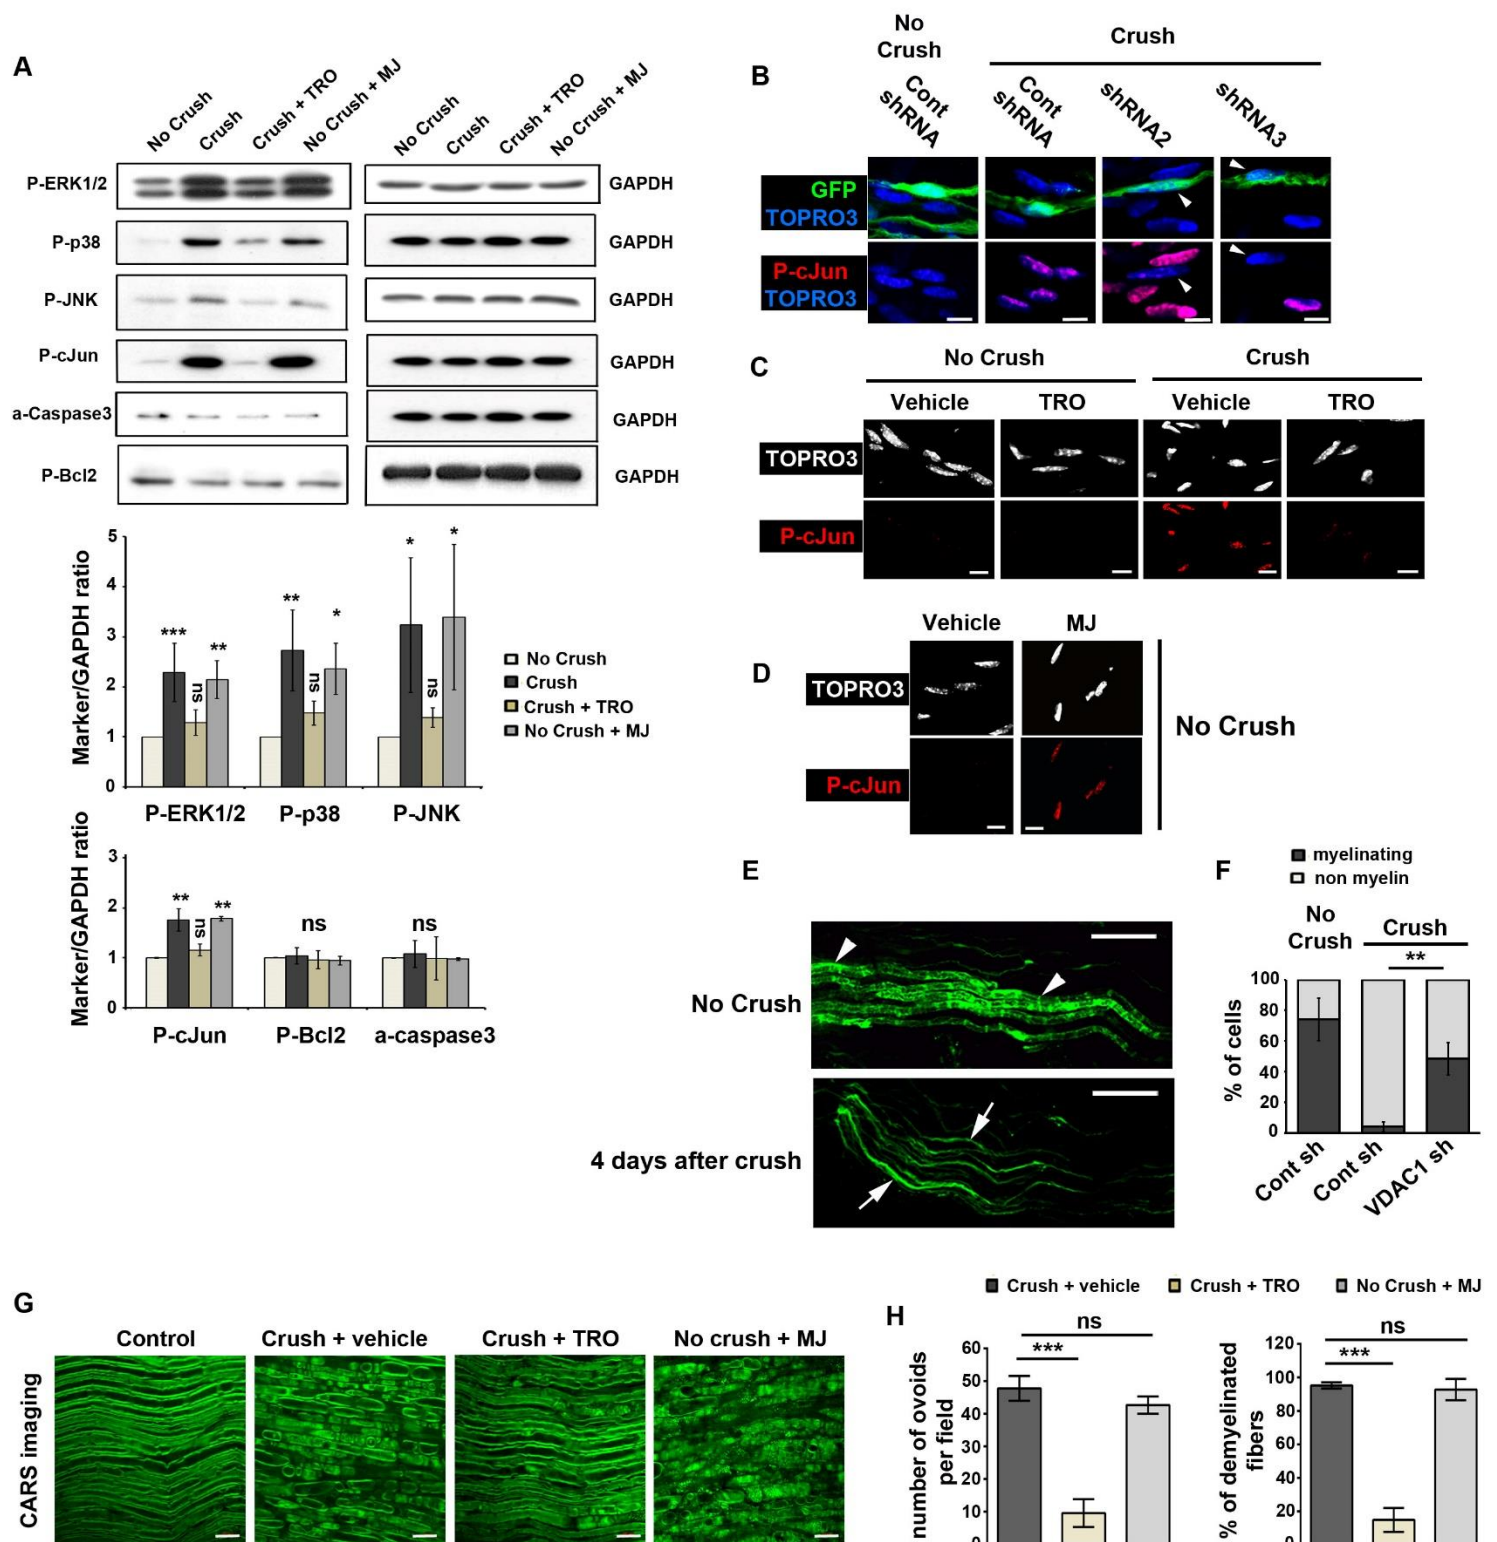 A
No Crush
Crush
Crush + TRO
No Crush + MJ
No Crush
Crush
Crush + TRO
No Crush + MJ
P-ERK1/2
GAPDH
P-p38
GAPDH
P-JNK
GAPDH
P-cJun
GAPDH
a-Caspase3
GAPDH
P-Bcl2
GAPDH
Marker/GAPDH ratio
5
4
3
2
1
0
***
ns
**
**
ns
*
*
ns
*
No Crush
Crush
Crush + TRO
No Crush + MJ
P-ERK1/2
P-p38
P-JNK
Marker/GAPDH ratio
3
2
1
0
**
ns
**
ns
ns
P-cJun
P-Bcl2
a-caspase3
B
No
Crush
Crush
Cont
shRNA
Cont
shRNA
shRNA2
shRNA3
GFP
TOPRO3
P-cJun
TOPRO3
C
No Crush
Crush
Vehicle
TRO
Vehicle
TRO
TOPRO3
P-cJun
D
Vehicle
MJ
TOPRO3
P-cJun
No Crush
E
No Crush
4 days after crush
F
myelinating
non myelin
No
Crush
Crush
**
% of cells
100
80
60
40
20
0
Cont sh
Cont sh
VDAC1 sh
G
Control
Crush + vehicle
Crush + TRO
No crush + MJ
CARS imaging
H
Crush + vehicle
Crush + TRO
No Crush + MJ
number of ovoids
per field
60
50
40
30
20
10
0
ns
***
% of demyelinated
fibers
120
100
80
60
40
20
0
ns
***